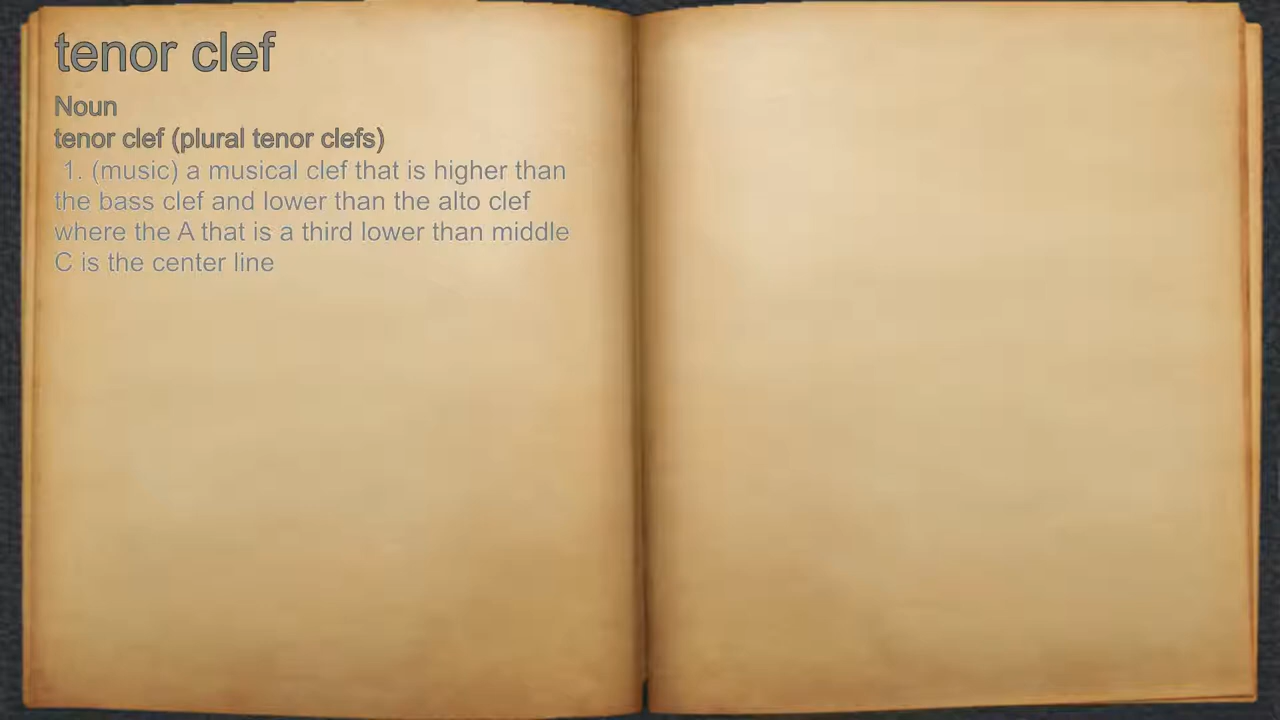 tenor clef
Noun
tenor clef (plural tenor clefs)
1. (music) a musical clef that is higher than
the bass clef and lower than the alto clef
where the A that is a third lower than middle
C is the center line